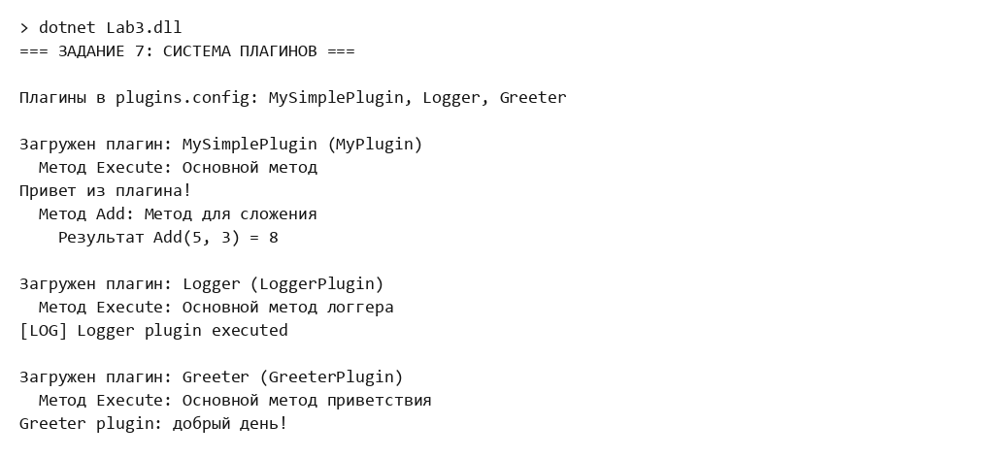 > dotnet Lab3.dll
=== ЗАДАНИЕ 7: СИСТЕМА ПЛАГИНОВ ===
Плагины в plugins.config: MySimplePlugin, Logger, Greeter
Загружен плагин: MySimplePlugin (MyPlugin)
Метод Execute: Основной метод
Привет из плагина!
Метод Add: Метод для сложения
Результат Add(5, 3) = 8
Загружен плагин: Logger (LoggerPlugin)
Метод Execute: Основной метод логгера
[LOG] Logger plugin executed
Загружен плагин: Greeter (GreeterPlugin)
Метод Execute: Основной метод приветствия
Greeter plugin: добрый день!